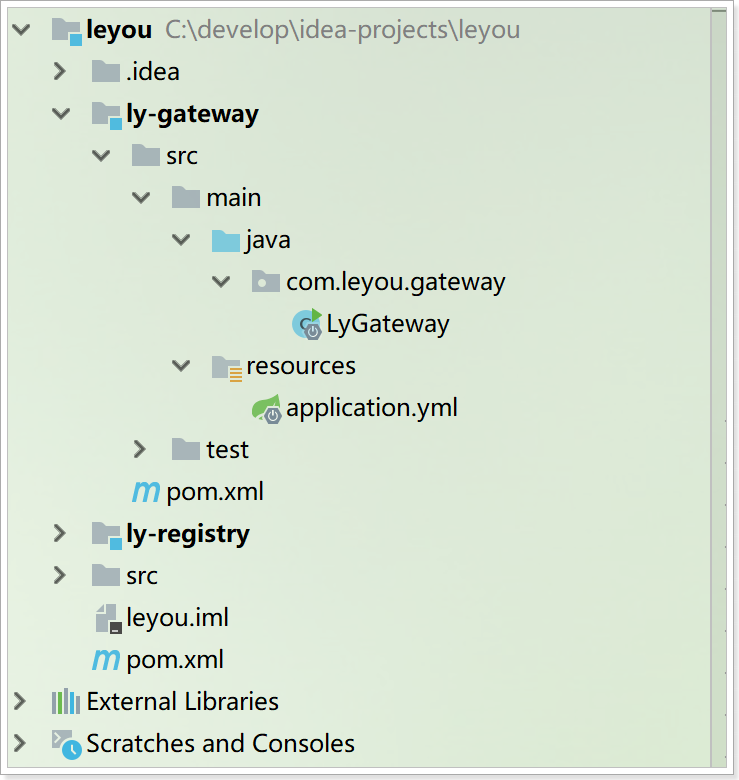 leyou C:\develop\idea-projects\leyou
.idea
ly-gateway
src
main
java
com.leyou.gateway
LyGateway
resources
application.yml
test
pom.xml
ly-registry
src
leyou.iml
pom.xml
External Libraries
Scratches and Consoles